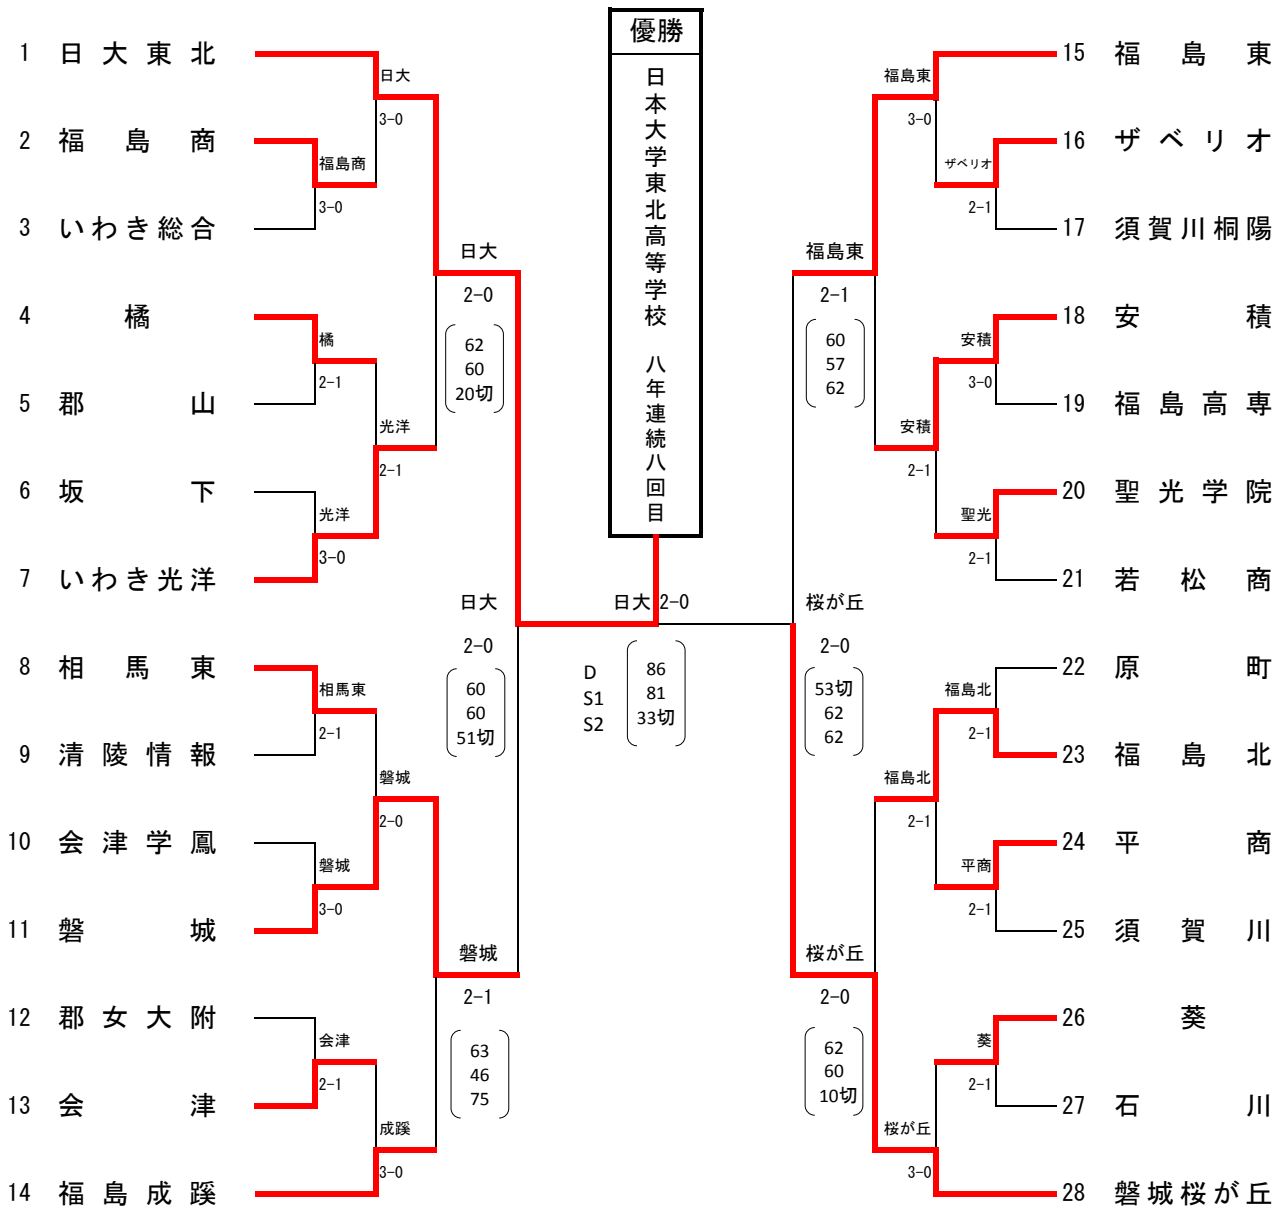 優勝
日本大学東北高等学校 八年連続八回目
1 日大東北
2 福島商
3 いわき総合
4 橘
5 郡山
6 坂下
7 いわき光洋
8 相馬東
9 清陵情報
10 会津学鳳
11 磐城
12 郡女大附
13 会津
14 福島成蹊
日大
3-0
福島商
3-0
橘
2-1
光洋
2-1
光洋
3-0
相馬東
2-1
磐城
2-0
磐城
3-0
会津
2-1
成蹊
3-0
日大
2-0
62
60
20切
磐城
2-1
63
46
75
日大
2-0
60
60
51切
日大 2-0
D 86
S1 81
S2 33切
桜が丘
2-0
53切
62
62
福島東
2-1
60
57
62
桜が丘
2-0
62
60
10切
福島東
3-0
ザベリオ
2-1
安積
3-0
安積
2-1
聖光
2-1
福島北
2-1
福島北
2-1
平商
2-1
葵
2-1
桜が丘
3-0
15 福島東
16 ザベリオ
17 須賀川桐陽
18 安積
19 福島高専
20 聖光学院
21 若松商
22 原町
23 福島北
24 平商
25 須賀川
26 葵
27 石川
28 磐城桜が丘